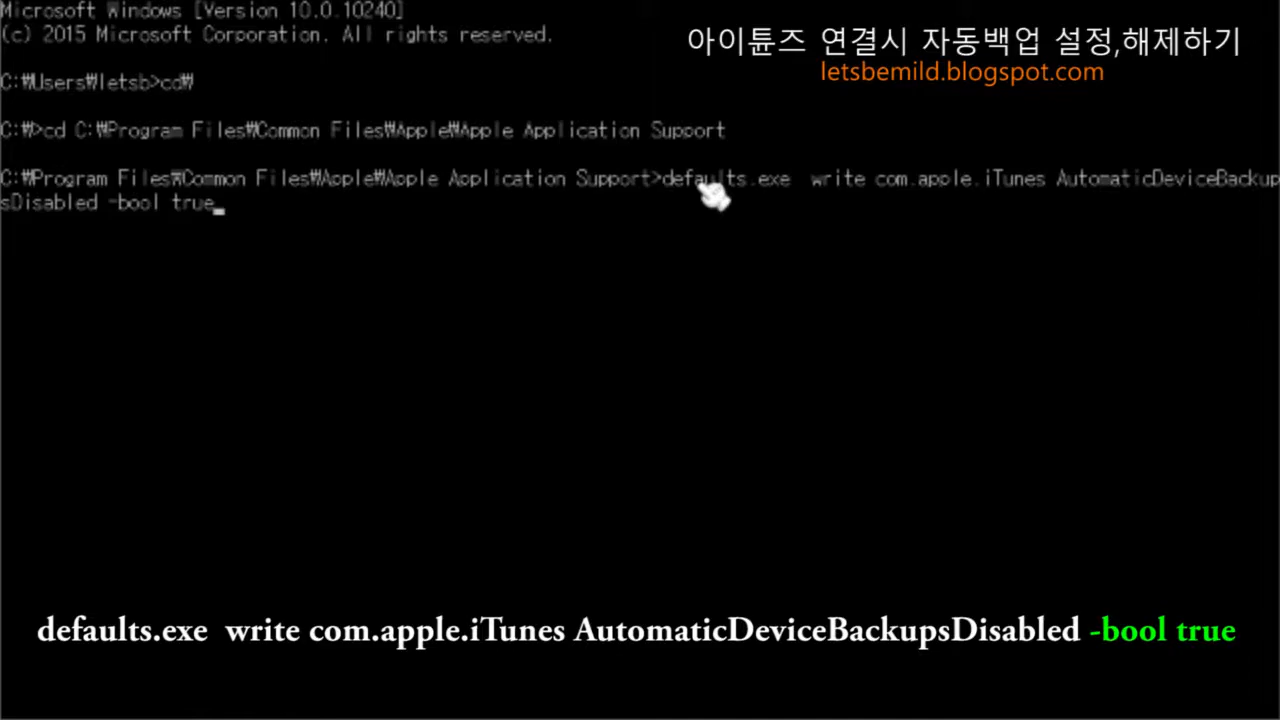 Microsoft Windows [Version 10.0.10240]
(c) 2015 Microsoft Corporation. All rights reserved.
아이튠즈 연결시 자동백업 설정,해제하기
letsbemild.blogspot.com
C:₩Users₩letsb>cd₩
C:₩>cd C:₩Program Files₩Common Files₩Apple₩Apple Application Support
C:₩Program Files₩Common Files₩Apple₩Apple Application Support>defaults.exe  write com.apple.iTunes AutomaticDeviceBackup
sDisabled -bool true_
defaults.exe  write com.apple.iTunes AutomaticDeviceBackupsDisabled -bool true